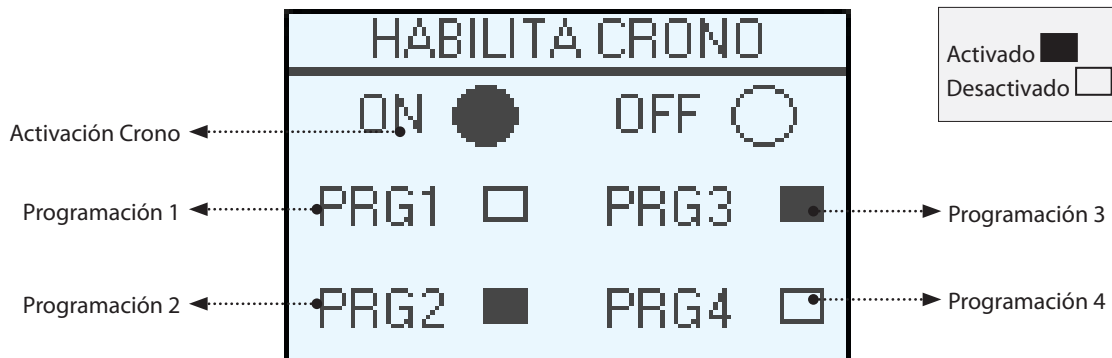 HABILITA CRONO
Activado
Desactivado
ON OFF
Activación Crono
PRG1 PRG3
Programación 1
Programación 3
PRG2 PRG4
Programación 2
Programación 4